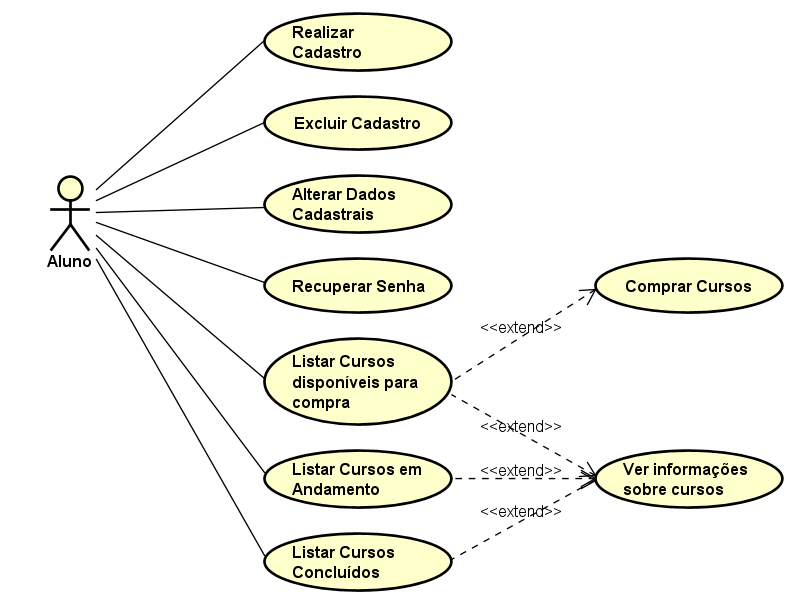 Realizar
Cadastro
Excluir Cadastro
Alterar Dados
Cadastrais
Aluno
Recuperar Senha
Comprar Cursos
<<extend>>
Listar Cursos
disponíveis para
compra
<<extend>>
Listar Cursos em
Andamento
<<extend>>
Ver informações
sobre cursos
<<extend>>
Listar Cursos
Concluídos